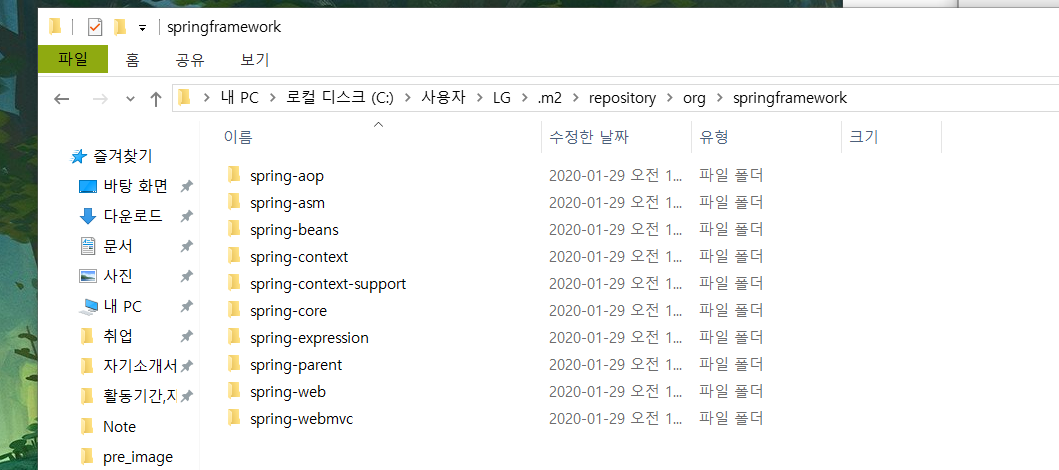 springframework
파일 홈 공유 보기
내 PC 로컬 디스크 (C:) 사용자 LG .m2 repository org springframework
이름 수정한 날짜 유형 크기
즐겨찾기
바탕 화면
다운로드
문서
사진
내 PC
취업
자기소개서
활동기간,지
Note
pre_image
spring-aop 2020-01-29 오전 1... 파일 폴더
spring-asm 2020-01-29 오전 1... 파일 폴더
spring-beans 2020-01-29 오전 1... 파일 폴더
spring-context 2020-01-29 오전 1... 파일 폴더
spring-context-support 2020-01-29 오전 1... 파일 폴더
spring-core 2020-01-29 오전 1... 파일 폴더
spring-expression 2020-01-29 오전 1... 파일 폴더
spring-parent 2020-01-29 오전 1... 파일 폴더
spring-web 2020-01-29 오전 1... 파일 폴더
spring-webmvc 2020-01-29 오전 1... 파일 폴더